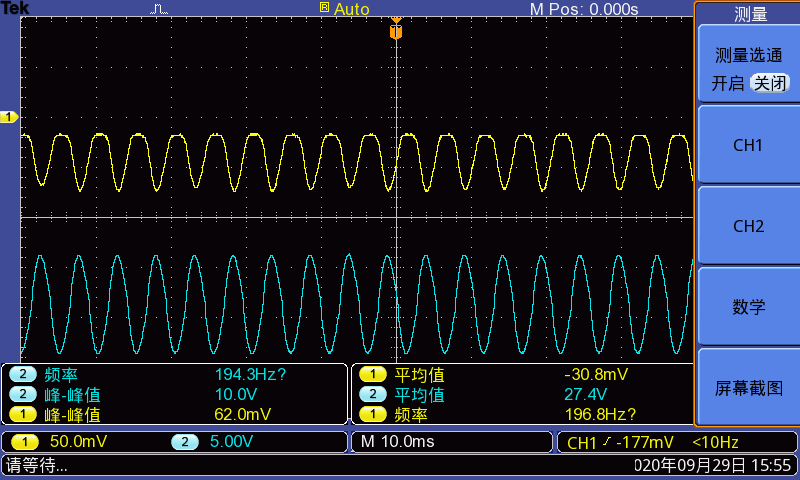 Tek Auto M Pos: 0.000s
测量
测量选通
开启 关闭
CH1
CH2
数学
屏幕截图
1
2 频率 194.3Hz?
2 峰-峰值 10.0V
1 峰-峰值 62.0mV
1 平均值 -30.8mV
2 平均值 27.4V
1 频率 196.8Hz?
1 50.0mV 2 5.00V M 10.0ms CH1 -177mV <10Hz
请等待... 020年09月29日 15:55